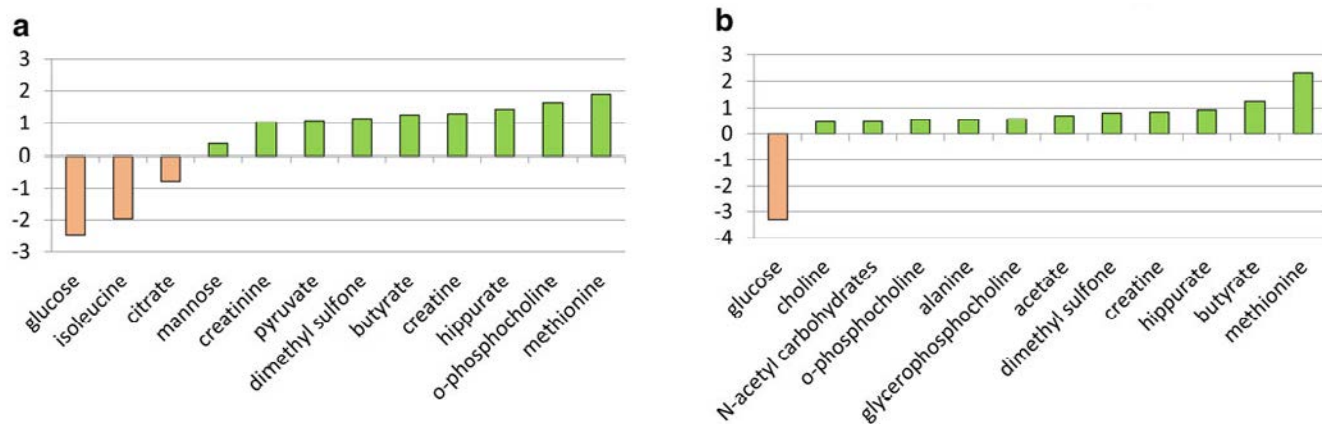 a
3
2
1
0
-1
-2
-3
glucose
isoleucine
citrate
mannose
creatinine
pyruvate
dimethyl sulfone
butyrate
creatine
hippurate
o-phosphocholine
methionine
b
3
2
1
0
-1
-2
-3
-4
glucose
choline
N-acetyl carbohydrates
o-phosphocholine
alanine
glycerophosphocholine
acetate
dimethyl sulfone
creatine
hippurate
butyrate
methionine